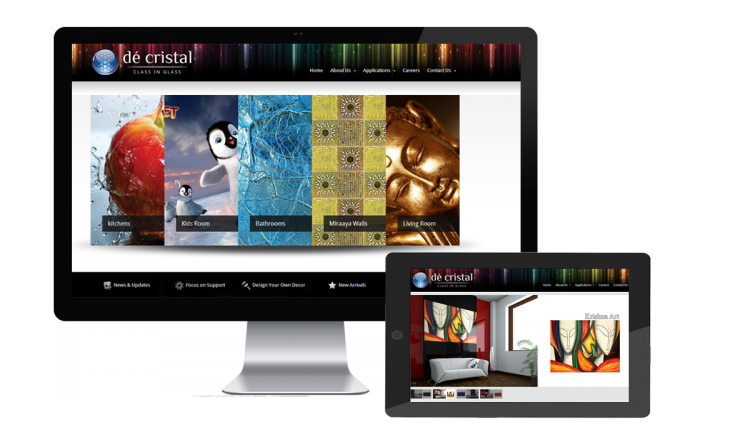 dé cristal
CLASS IN GLASS
Home About Us Applications Careers Contact Us
kitchens Kids Room Bathrooms Miraaya Walls Living Room
News & Updates Focus on Support Design Your Own Decor New Arrivals
dé cristal
CLASS IN GLASS
Home About Us Applications Careers Contact Us
Krishna Art